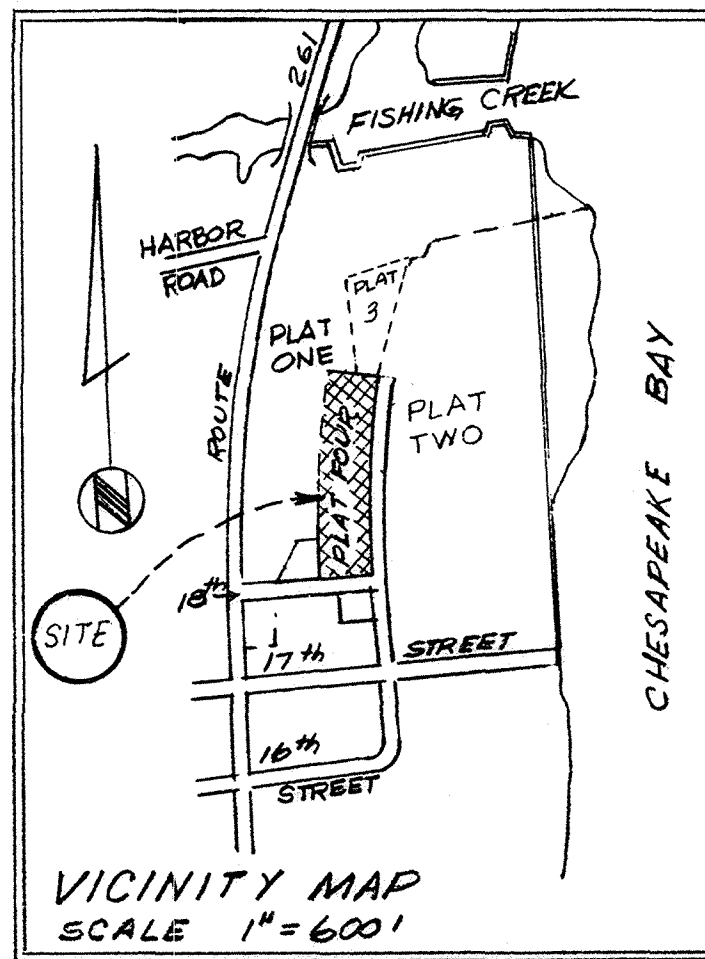 261
FISHING CREEK
HARBOR
ROAD
PLAT
3
PLAT
ONE
ROUTE
PLAT
TWO
PLAT FOUR
CHESAPEAKE BAY
N
18th
SITE
17th
STREET
16th
STREET
VICINITY MAP
SCALE 1" = 600'